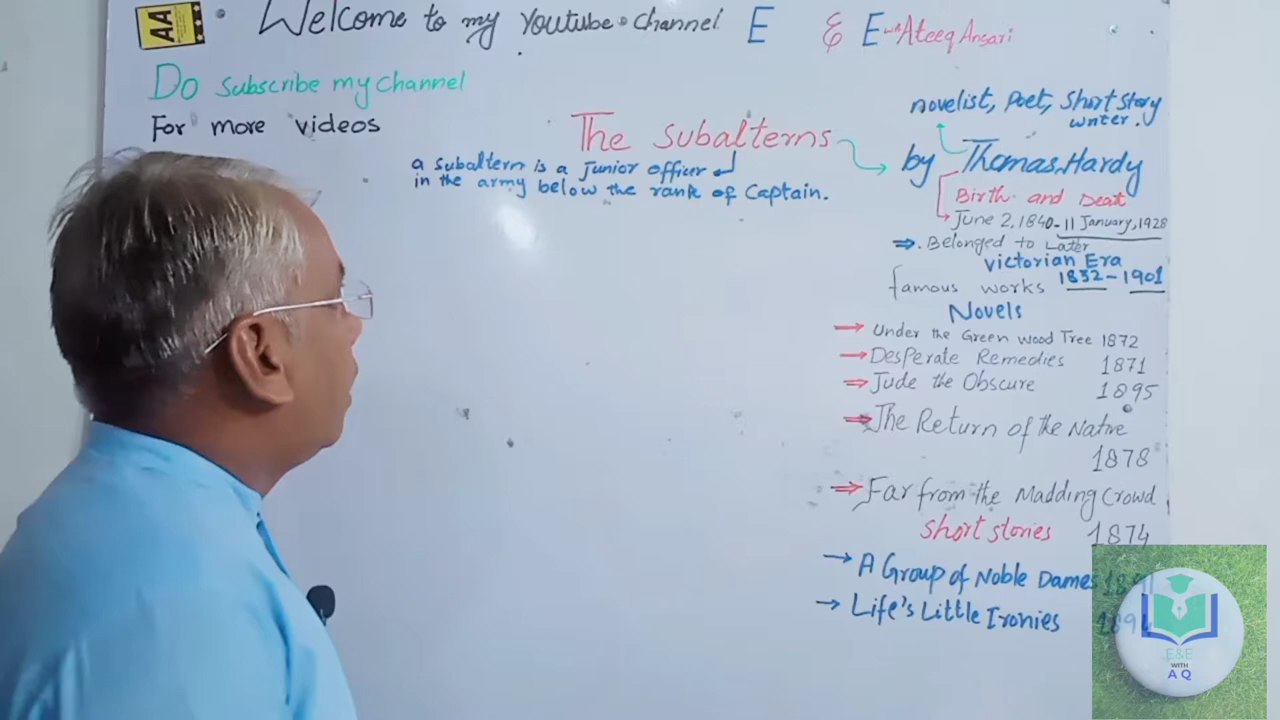 AA
Welcome to my Youtube channel E & E with Ateeq Ansari
Do subscribe my channel
For more videos
The Subalterns
a subaltern is a junior officer
in the army below the rank of Captain.
novelist, Poet, Short story
writer.
by Thomas Hardy
Birth and Deat
June 2, 1840 - 11 January, 1928
Belonged to Later
Victorian Era
famous works 1832 - 1901
Novels
Under the Green wood Tree 1872
Desperate Remedies 1871
Jude the Obscure 1895
The Return of the Native
1878
Far from the Madding Crowd
Short stories 1874
A Group of Noble Dames 1891
Life's Little Ironies 1894
E&E
WITH
A Q